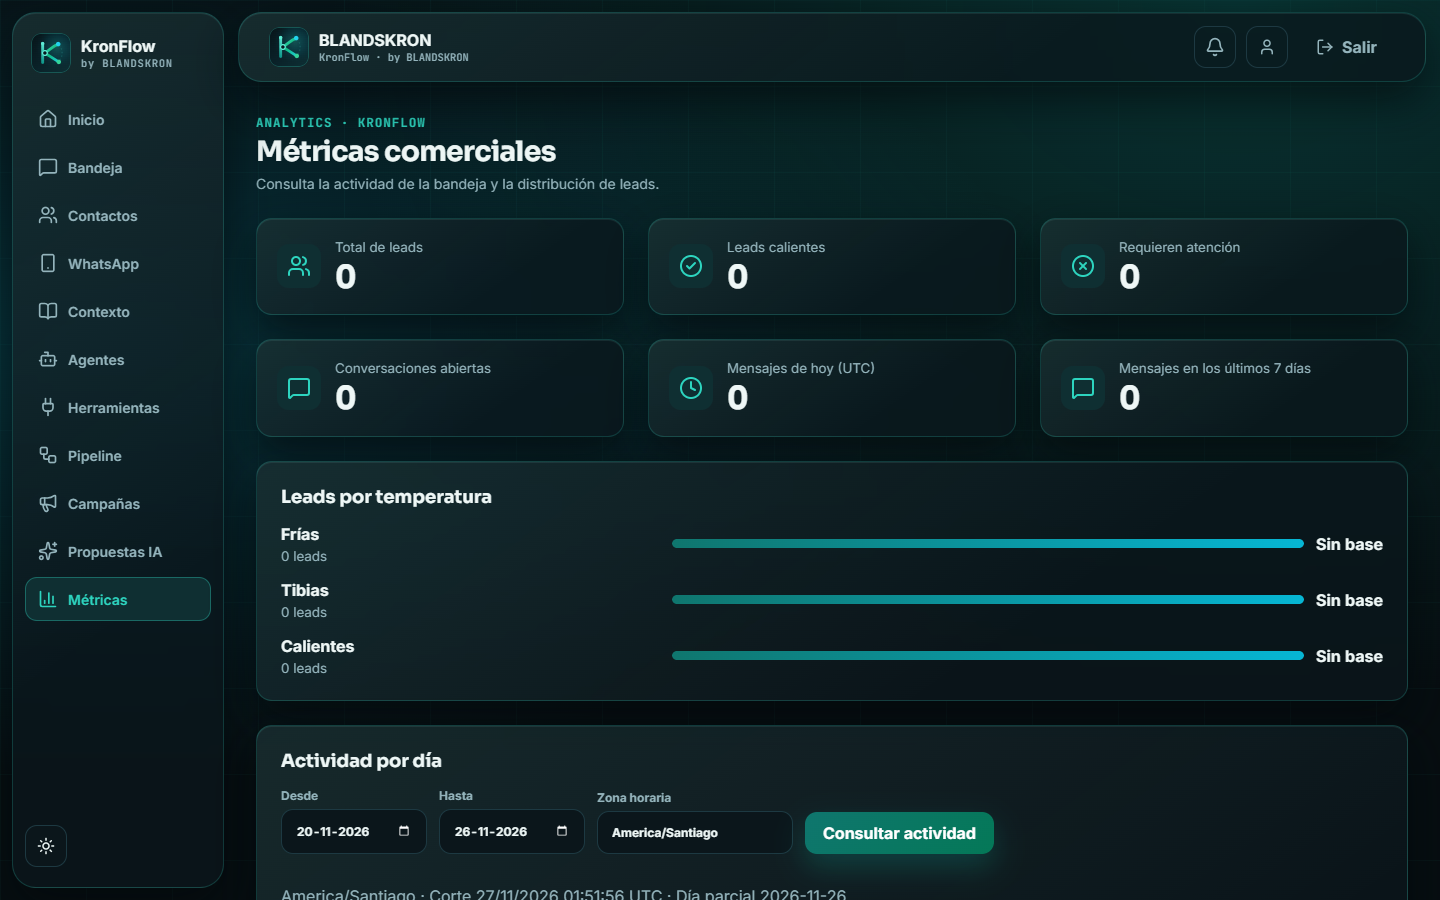 KronFlow
by BLANDSKRON
Inicio
Bandeja
Contactos
WhatsApp
Contexto
Agentes
Herramientas
Pipeline
Campañas
Propuestas IA
Métricas
BLANDSKRON
KronFlow · by BLANDSKRON
Salir
ANALYTICS · KRONFLOW
Métricas comerciales
Consulta la actividad de la bandeja y la distribución de leads.
Total de leads
0
Leads calientes
0
Requieren atención
0
Conversaciones abiertas
0
Mensajes de hoy (UTC)
0
Mensajes en los últimos 7 días
0
Leads por temperatura
Frías
0 leads
Sin base
Tibias
0 leads
Sin base
Calientes
0 leads
Sin base
Actividad por día
Desde
20-11-2026
Hasta
26-11-2026
Zona horaria
America/Santiago
Consultar actividad
America/Santiago · Corte 27/11/2026 01:51:56 UTC · Día parcial 2026-11-26